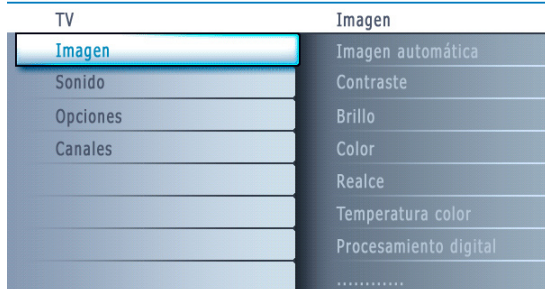 TV
Imagen
Sonido
Opciones
Canales
Imagen
Imagen automática
Contraste
Brillo
Color
Realce
Temperatura color
Procesamiento digital
............